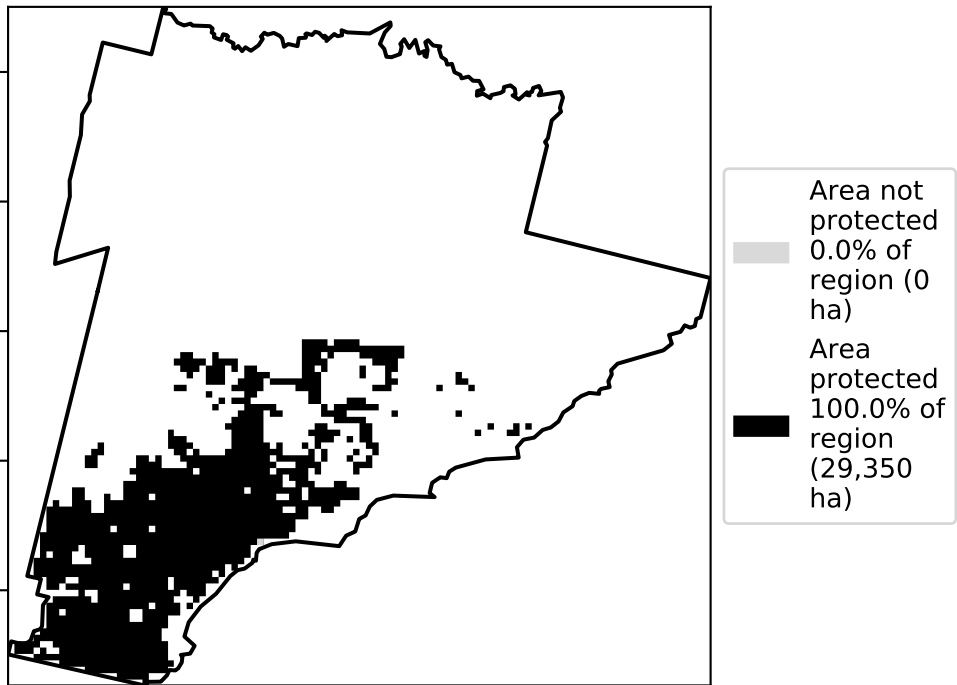 Area not
protected
0.0% of
region (0
ha)
Area
protected
100.0% of
region
(29,350
ha)